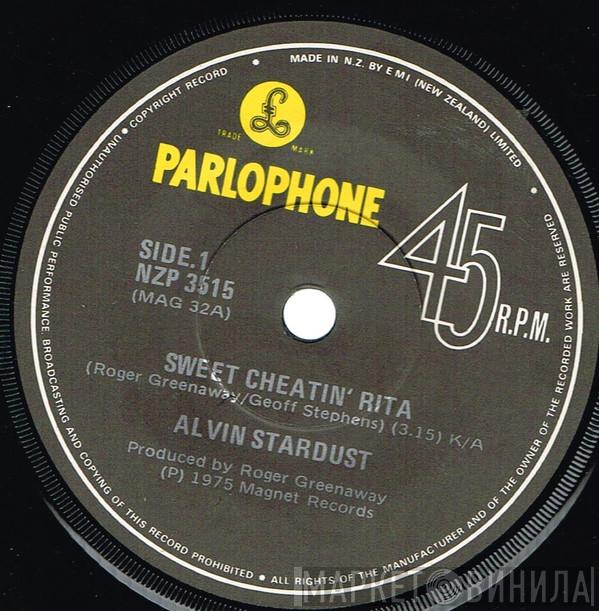 MADE IN N.Z. BY E M I (NEW ZEALAND) LIMITED
UNAUTHORISED PUBLIC PERFORMANCE, BROADCASTING AND COPYING OF THIS RECORD PROHIBITED • ALL RIGHTS OF THE MANUFACTURER AND OF THE OWNER OF THE RECORDED WORK ARE RESERVED
COPYRIGHT RECORD
£
TRADE MARK
PARLOPHONE
45 R.P.M.
SIDE.1
NZP 3515
(MAG 32A)
SWEET CHEATIN' RITA
(Roger Greenaway/Geoff Stephens) (3.15) K/A
ALVIN STARDUST
Produced by Roger Greenaway
(P) 1975 Magnet Records
МАРКЕТ ВИНИЛА